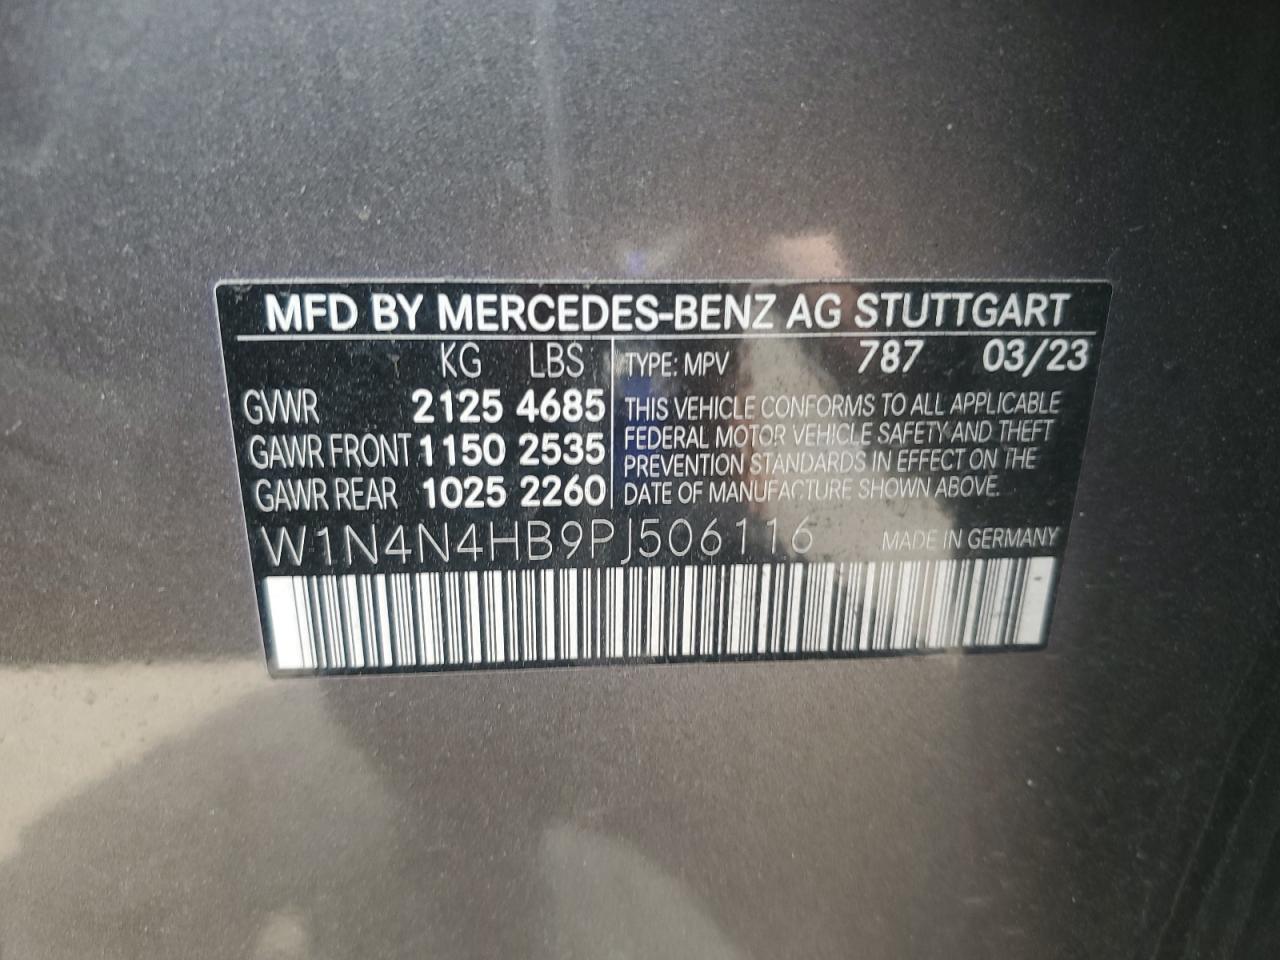 MFD BY MERCEDES-BENZ AG STUTTGART
KG LBS
GVWR 2125 4685
GAWR FRONT 1150 2535
GAWR REAR 1025 2260
TYPE: MPV 787 03/23
THIS VEHICLE CONFORMS TO ALL APPLICABLE
FEDERAL MOTOR VEHICLE SAFETY AND THEFT
PREVENTION STANDARDS IN EFFECT ON THE
DATE OF MANUFACTURE SHOWN ABOVE.
W1N4N4HB9PJ506116 MADE IN GERMANY